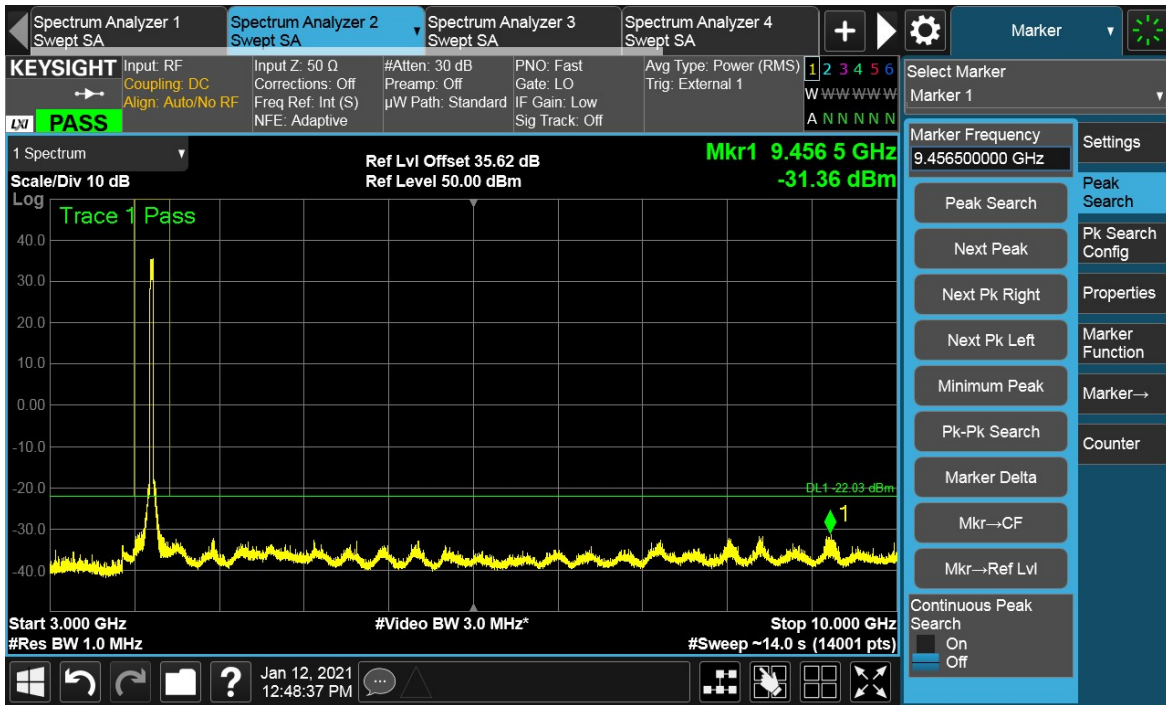 Spectrum Analyzer 1
Swept SA
Spectrum Analyzer 2
Swept SA
Spectrum Analyzer 3
Swept SA
Spectrum Analyzer 4
Swept SA
+
Marker
KEYSIGHT
LXI
PASS
Input: RF
Coupling: DC
Align: Auto/No RF
Input Z: 50 Ω
Corrections: Off
Freq Ref: Int (S)
NFE: Adaptive
#Atten: 30 dB
Preamp: Off
µW Path: Standard
PNO: Fast
Gate: LO
IF Gain: Low
Sig Track: Off
Avg Type: Power (RMS)
Trig: External 1
1 2 3 4 5 6
W W W W W W
A N N N N N
1 Spectrum
Scale/Div 10 dB
Log
Ref Lvl Offset 35.62 dB
Ref Level 50.00 dBm
Mkr1 9.456 5 GHz
-31.36 dBm
Trace 1 Pass
40.0
30.0
20.0
10.0
0.00
-10.0
-20.0
-30.0
-40.0
DL1 -22.03 dBm
1
Start 3.000 GHz
#Res BW 1.0 MHz
#Video BW 3.0 MHz*
Stop 10.000 GHz
#Sweep ~14.0 s (14001 pts)
Select Marker
Marker 1
Marker Frequency
9.456500000 GHz
Peak Search
Next Peak
Next Pk Right
Next Pk Left
Minimum Peak
Pk-Pk Search
Marker Delta
Mkr→CF
Mkr→Ref Lvl
Continuous Peak
Search
On
Off
Settings
Peak
Search
Pk Search
Config
Properties
Marker
Function
Marker→
Counter
?
Jan 12, 2021
12:48:37 PM